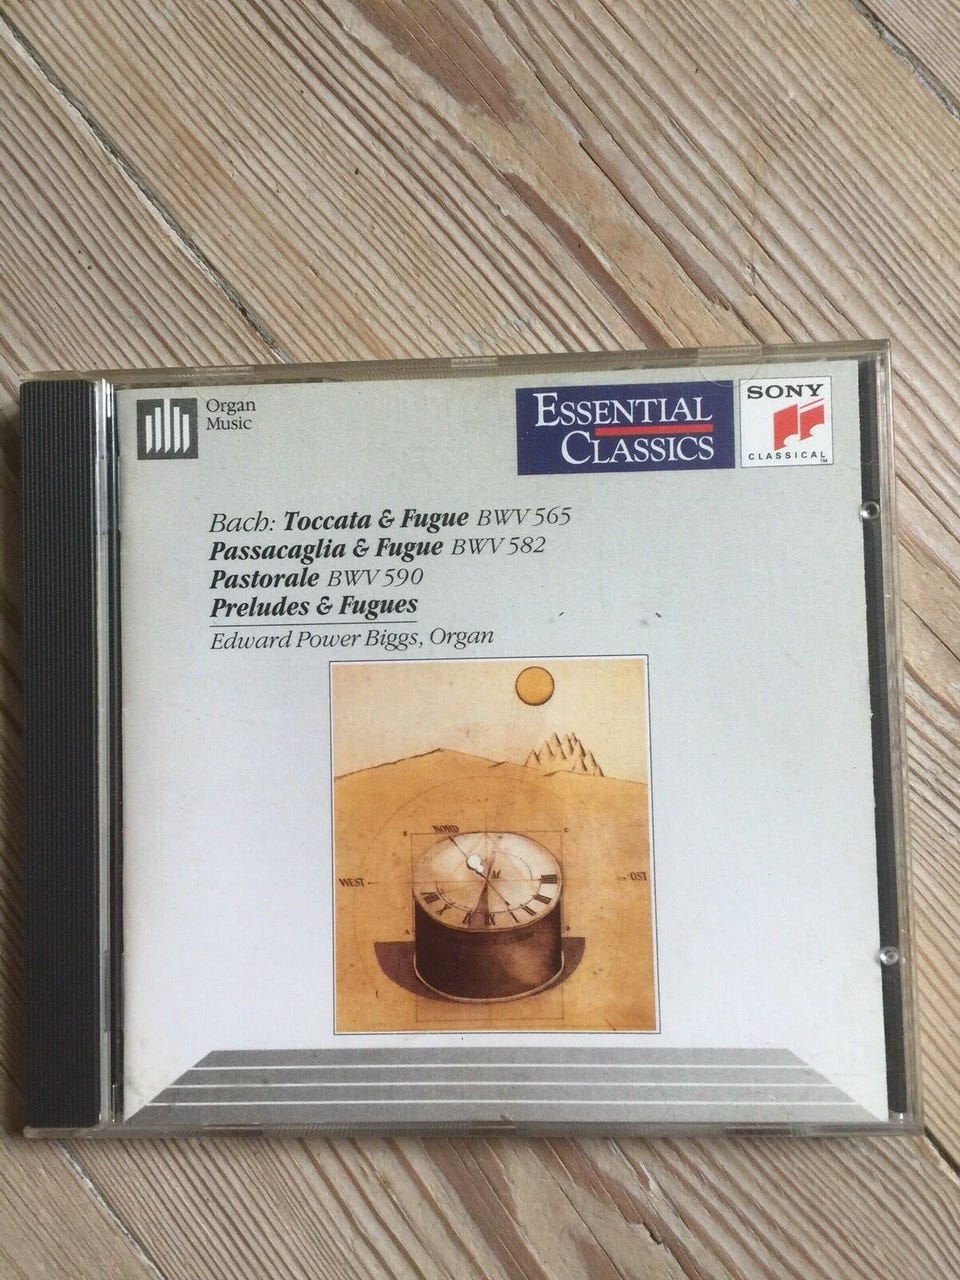 Organ
Music
ESSENTIAL
CLASSICS
SONY
CLASSICAL™
Bach: Toccata & Fugue BWV 565
Passacaglia & Fugue BWV 582
Pastorale BWV 590
Preludes & Fugues
Edward Power Biggs, Organ
NORD
B
C
WEST
OST
M
A